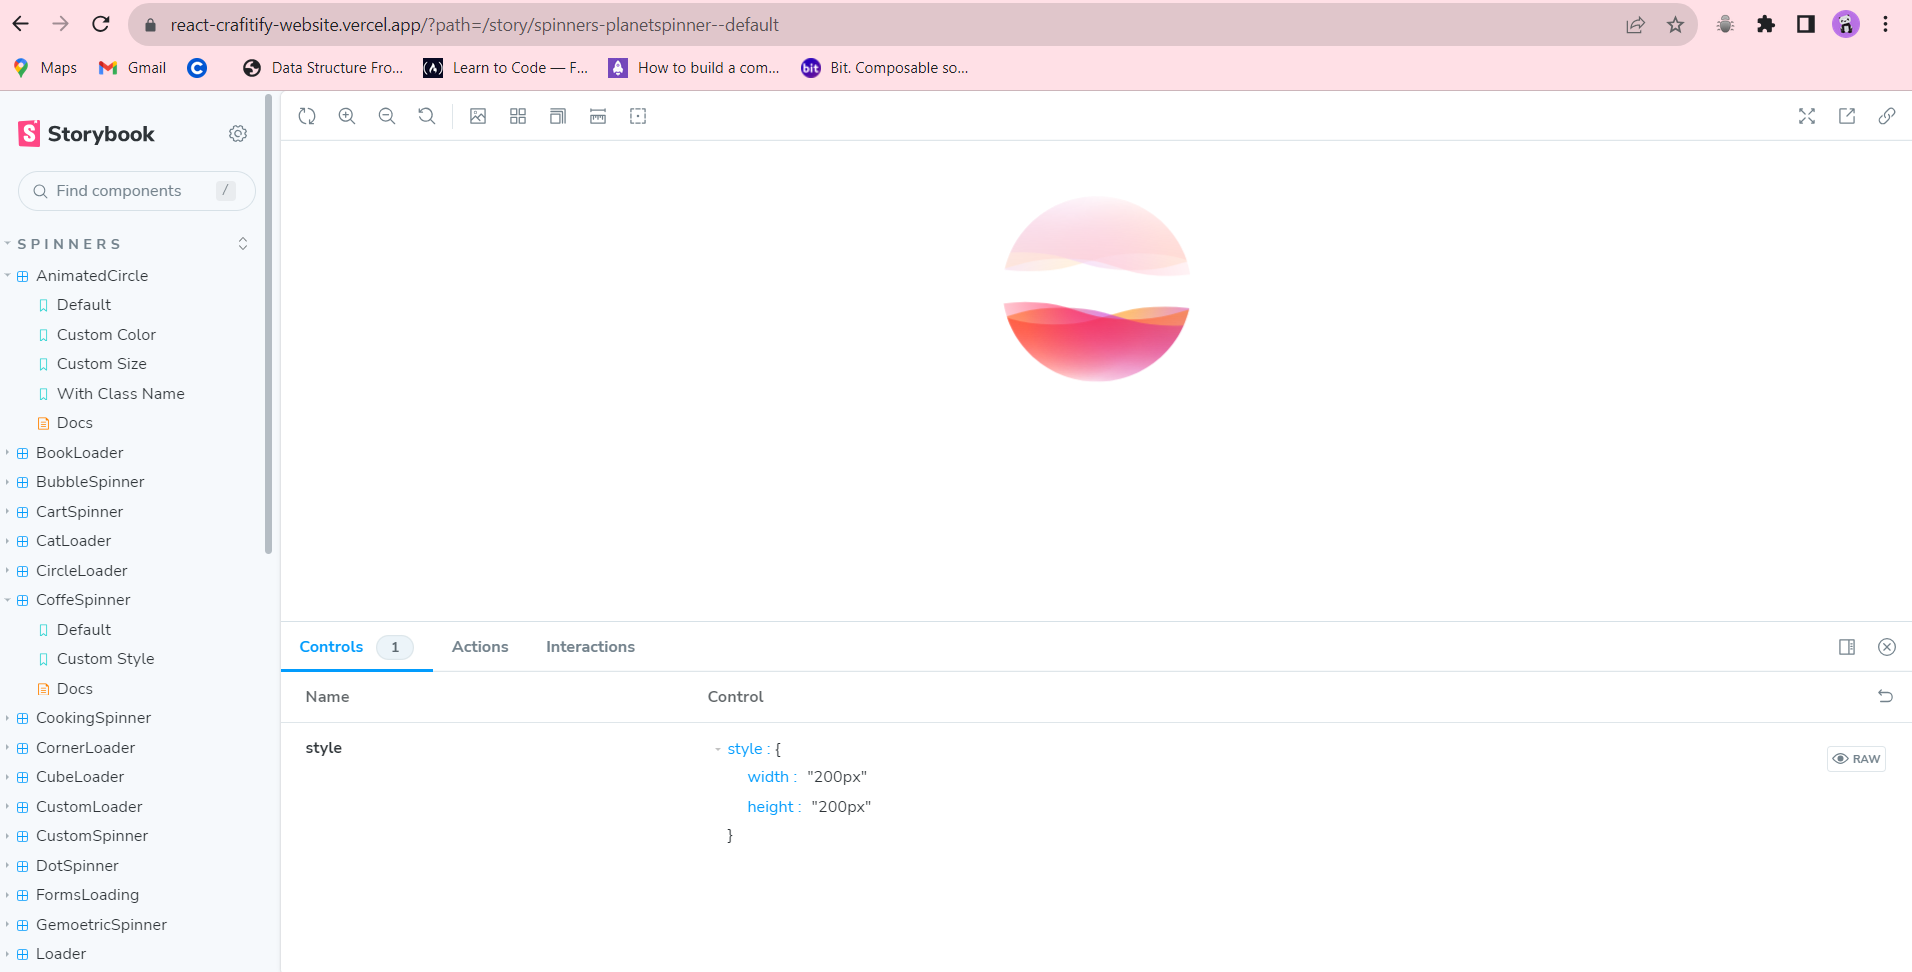 react-crafitify-website.vercel.app/?path=/story/spinners-planetspinner--default
Maps Gmail Data Structure Fro... Learn to Code — F... How to build a com... bit Bit. Composable so...
S Storybook
Find components /
SPINNERS
AnimatedCircle
Default
Custom Color
Custom Size
With Class Name
Docs
BookLoader
BubbleSpinner
CartSpinner
CatLoader
CircleLoader
CoffeSpinner
Default
Custom Style
Docs
CookingSpinner
CornerLoader
CubeLoader
CustomLoader
CustomSpinner
DotSpinner
FormsLoading
GemoetricSpinner
Loader
Controls 1 Actions Interactions
Name Control
style style : {
width : "200px"
height : "200px"
}
RAW